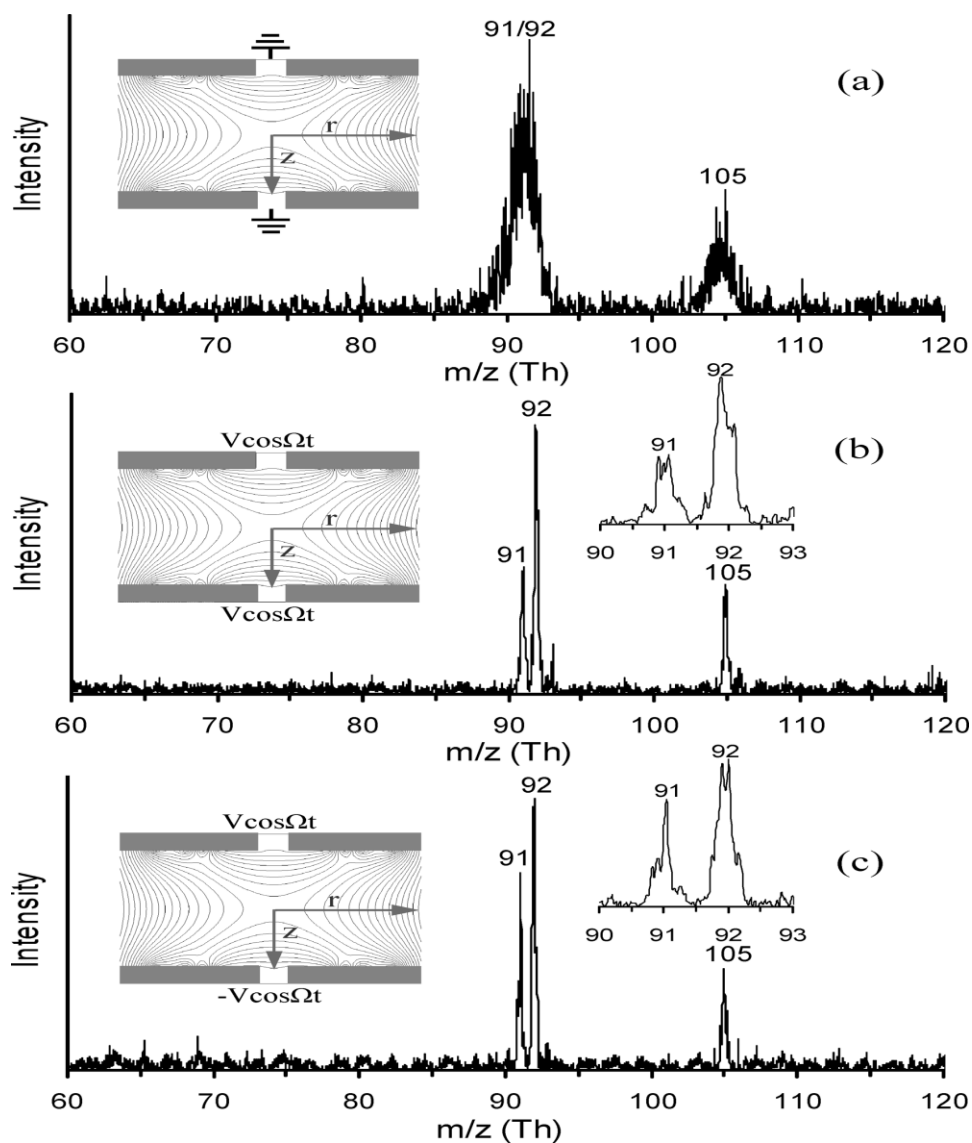 91/92
(a)
105
r
z
Intensity
60 70 80 90 100 110 120
m/z (Th)
92
92
VcosΩt
91
(b)
r
z
90 91 92 93
91
105
VcosΩt
Intensity
60 70 80 90 100 110 120
m/z (Th)
92
92
91
VcosΩt
(c)
91
r
z
90 91 92 93
105
-VcosΩt
Intensity
60 70 80 90 100 110 120
m/z (Th)